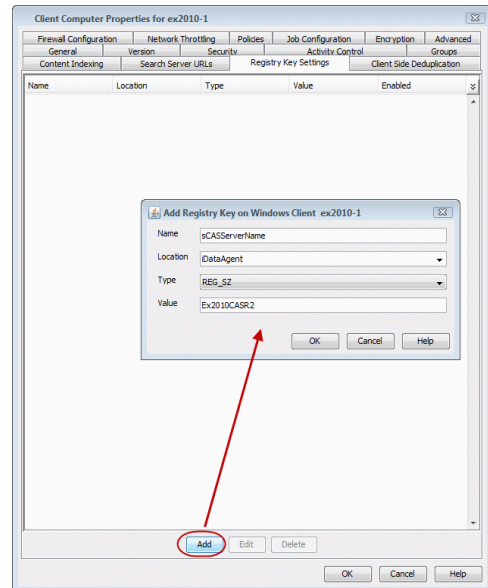 Client Computer Properties for ex2010-1
Firewall Configuration Network Throttling Policies Job Configuration Encryption Advanced
General Version Security Activity Control Groups
Content Indexing Search Server URLs Registry Key Settings Client Side Deduplication
Name Location Type Value Enabled
Add Registry Key on Windows Client ex2010-1
Name sCASServerName
Location iDataAgent
Type REG_SZ
Value Ex2010CASR2
OK Cancel Help
Add Edit Delete
OK Cancel Help